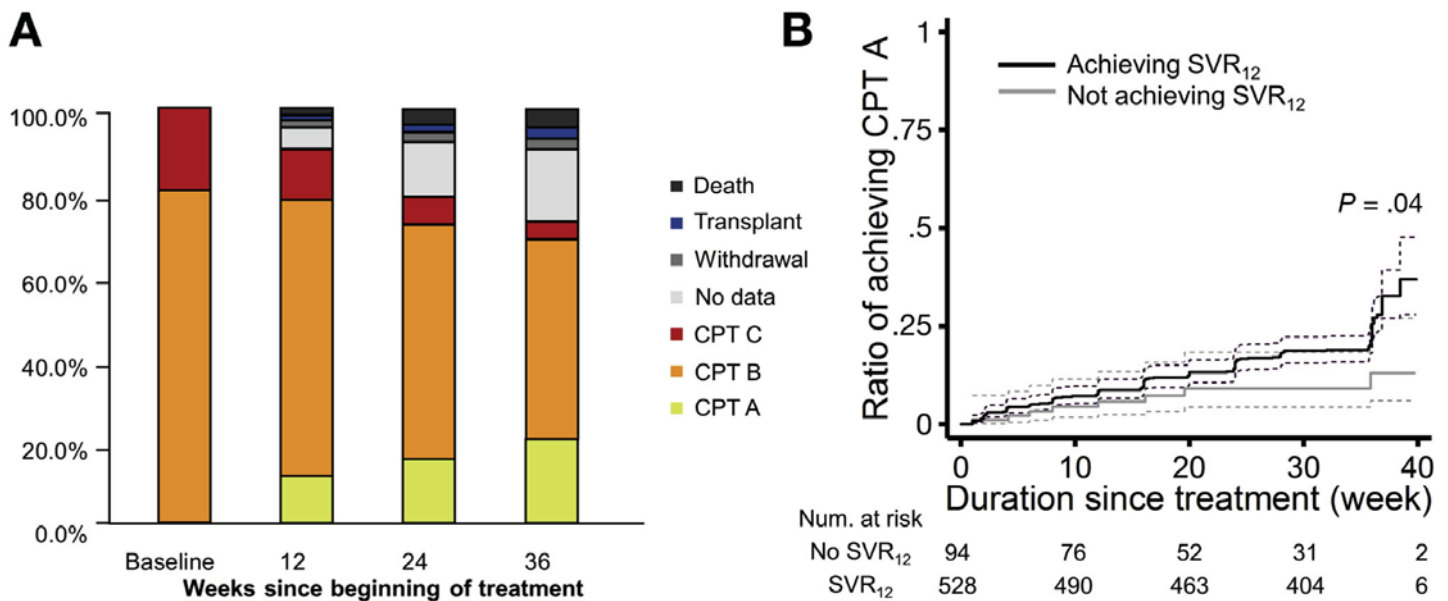 A
100.0%
80.0%
60.0%
40.0%
20.0%
0.0%
Baseline 12 24 36
Weeks since beginning of treatment
Death
Transplant
Withdrawal
No data
CPT C
CPT B
CPT A
B
Ratio of achieving CPT A
1
.75
.5
.25
0
Achieving SVR₁₂
Not achieving SVR₁₂
P = .04
0 10 20 30 40
Duration since treatment (week)
Num. at risk
No SVR₁₂ 94 76 52 31 2
SVR₁₂ 528 490 463 404 6